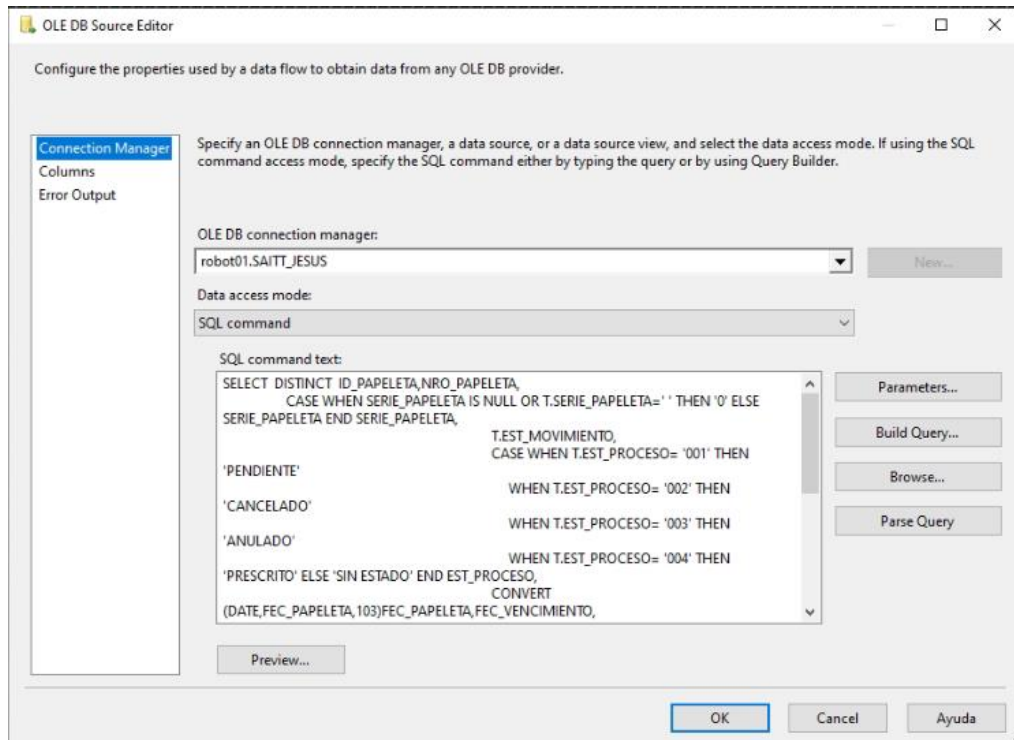 OLE DB Source Editor
Configure the properties used by a data flow to obtain data from any OLE DB provider.
Connection Manager
Columns
Error Output
Specify an OLE DB connection manager, a data source, or a data source view, and select the data access mode. If using the SQL
command access mode, specify the SQL command either by typing the query or by using Query Builder.
OLE DB connection manager:
robot01.SAITT_JESUS
New...
Data access mode:
SQL command
SQL command text:
SELECT DISTINCT ID_PAPELETA,NRO_PAPELETA,
CASE WHEN SERIE_PAPELETA IS NULL OR T.SERIE_PAPELETA=' ' THEN '0' ELSE
SERIE_PAPELETA END SERIE_PAPELETA,
T.EST_MOVIMIENTO,
CASE WHEN T.EST_PROCESO= '001' THEN
'PENDIENTE'
WHEN T.EST_PROCESO= '002' THEN
'CANCELADO'
WHEN T.EST_PROCESO= '003' THEN
'ANULADO'
WHEN T.EST_PROCESO= '004' THEN
'PRESCRITO' ELSE 'SIN ESTADO' END EST_PROCESO,
CONVERT
(DATE,FEC_PAPELETA,103)FEC_PAPELETA,FEC_VENCIMIENTO,
Parameters...
Build Query...
Browse...
Parse Query
Preview...
OK
Cancel
Ayuda